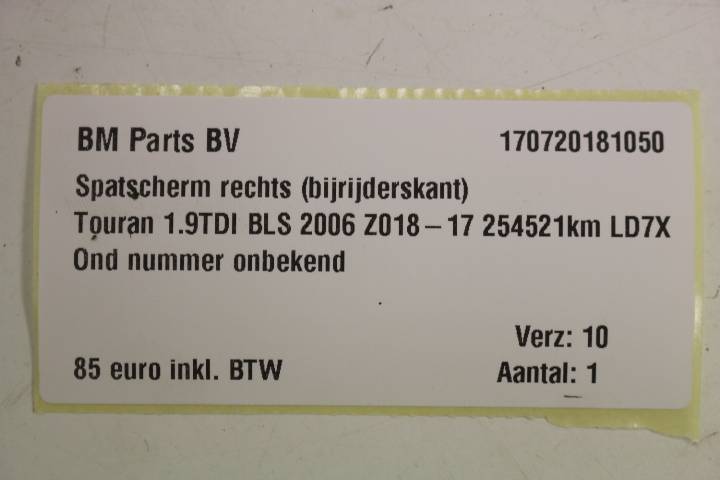 BM Parts BV 170720181050
Spatscherm rechts (bijrijderskant)
Touran 1.9TDI BLS 2006 Z018 – 17 254521km LD7X
Ond nummer onbekend
Verz: 10
85 euro inkl. BTW Aantal: 1